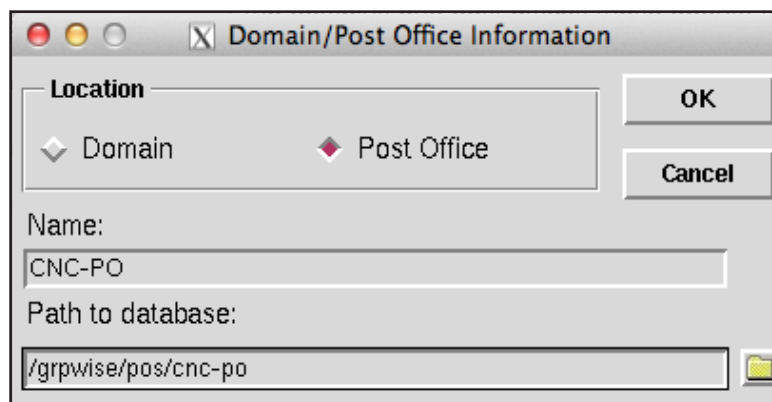 X Domain/Post Office Information
Location
OK
Domain
Post Office
Cancel
Name:
CNC-PO
Path to database:
/grpwise/pos/cnc-po